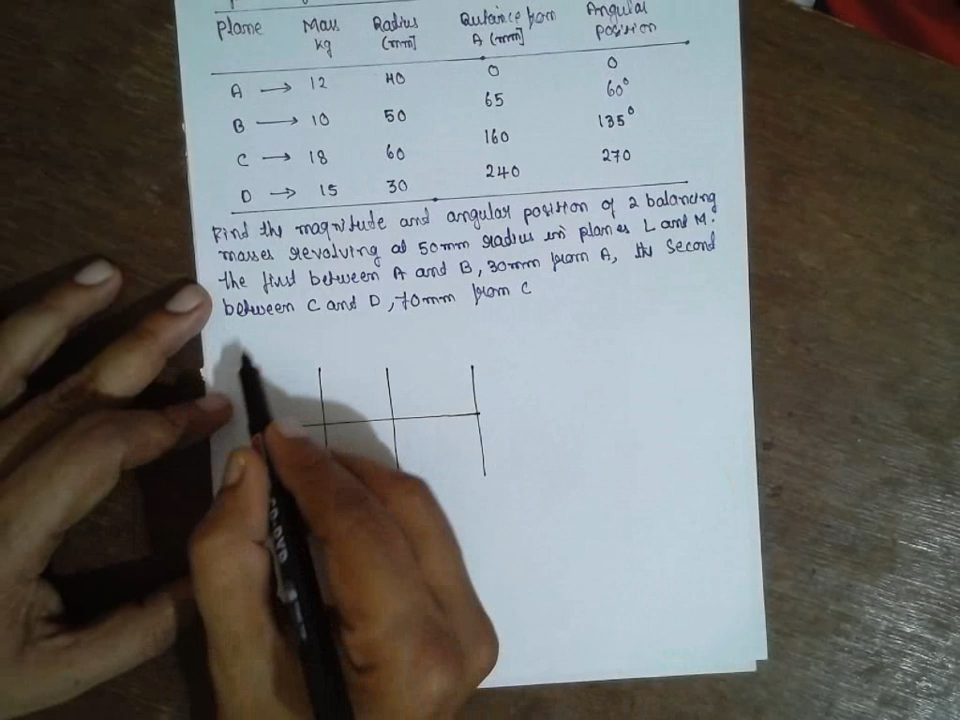 Plane Mass kg Radius (mm) Distance from A (mm) Angular position
A → 12 40 0 0
B → 10 50 65 60°
C → 18 60 160 135°
D → 15 30 240 270
Find the magnitude and angular position of 2 balancing
masses revolving at 50mm radius in planes L and M.
the first between A and B, 30mm from A, the second
between C and D, 70mm from C